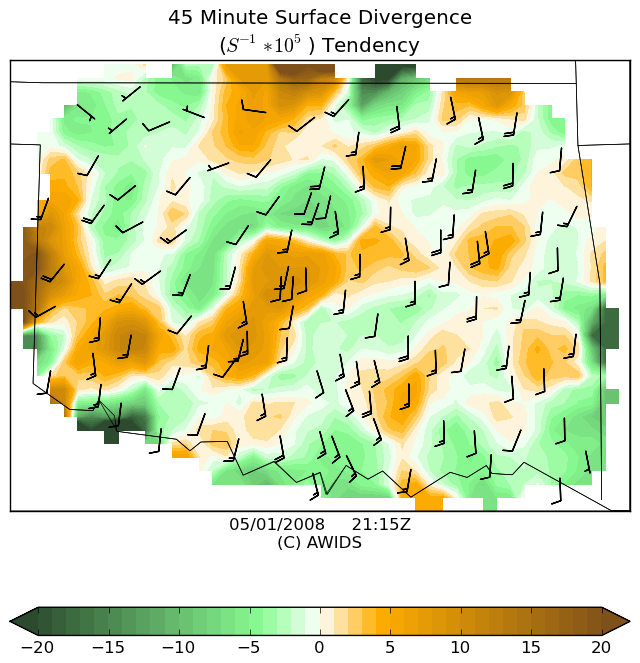 45 Minute Surface Divergence
(S⁻¹ *10⁵ ) Tendency
05/01/2008 21:15Z
(C) AWIDS
−20 −15 −10 −5 0 5 10 15 20